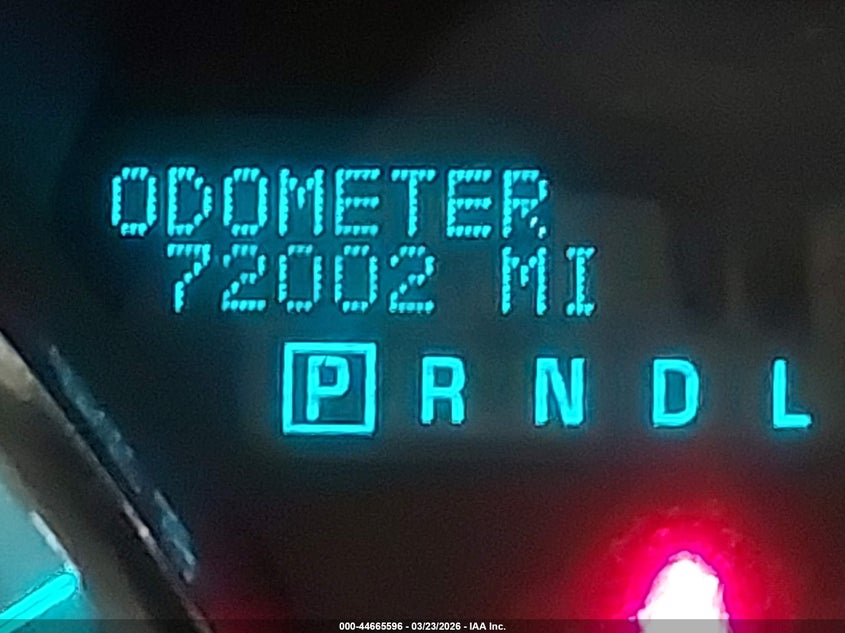 ODOMETER
72002 MI
P R N D L
000-44665596 - 03/23/2026 - IAA Inc.